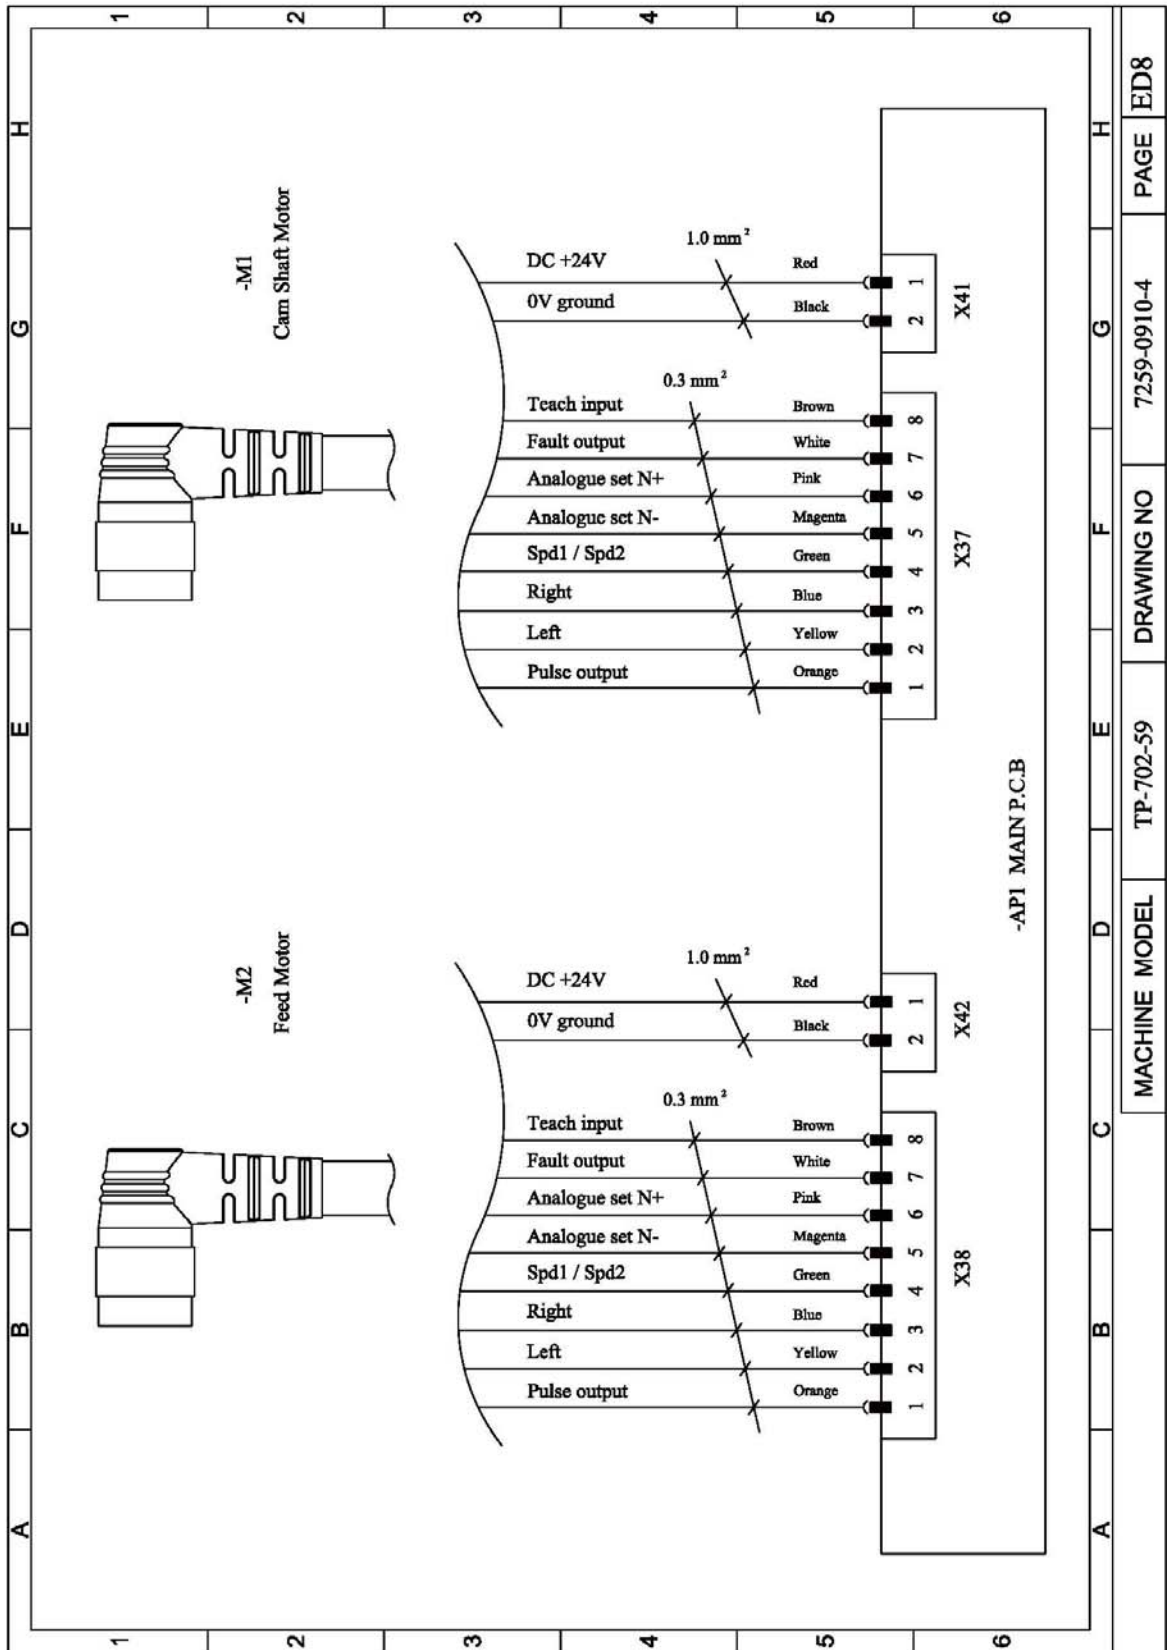 1
2
3
4
5
6
H
G
F
E
D
C
B
A
-M1
Cam Shaft Motor
DC +24V
0V ground
1.0 mm²
Red
Black
1
2
X41
0.3 mm²
Teach input
Brown
8
Fault output
White
7
Analogue set N+
Pink
6
Analogue set N-
Magenta
5
Spd1 / Spd2
Green
4
Right
Blue
3
Left
Yellow
2
Pulse output
Orange
1
X37
-M2
Feed Motor
DC +24V
0V ground
1.0 mm²
Red
Black
1
2
X42
0.3 mm²
Teach input
Brown
8
Fault output
White
7
Analogue set N+
Pink
6
Analogue set N-
Magenta
5
Spd1 / Spd2
Green
4
Right
Blue
3
Left
Yellow
2
Pulse output
Orange
1
X38
-AP1 MAIN P.C.B
H
G
F
E
D
C
B
A
1
2
3
4
5
6
MACHINE MODEL
TP-702-59
DRAWING NO
7259-0910-4
PAGE
ED8